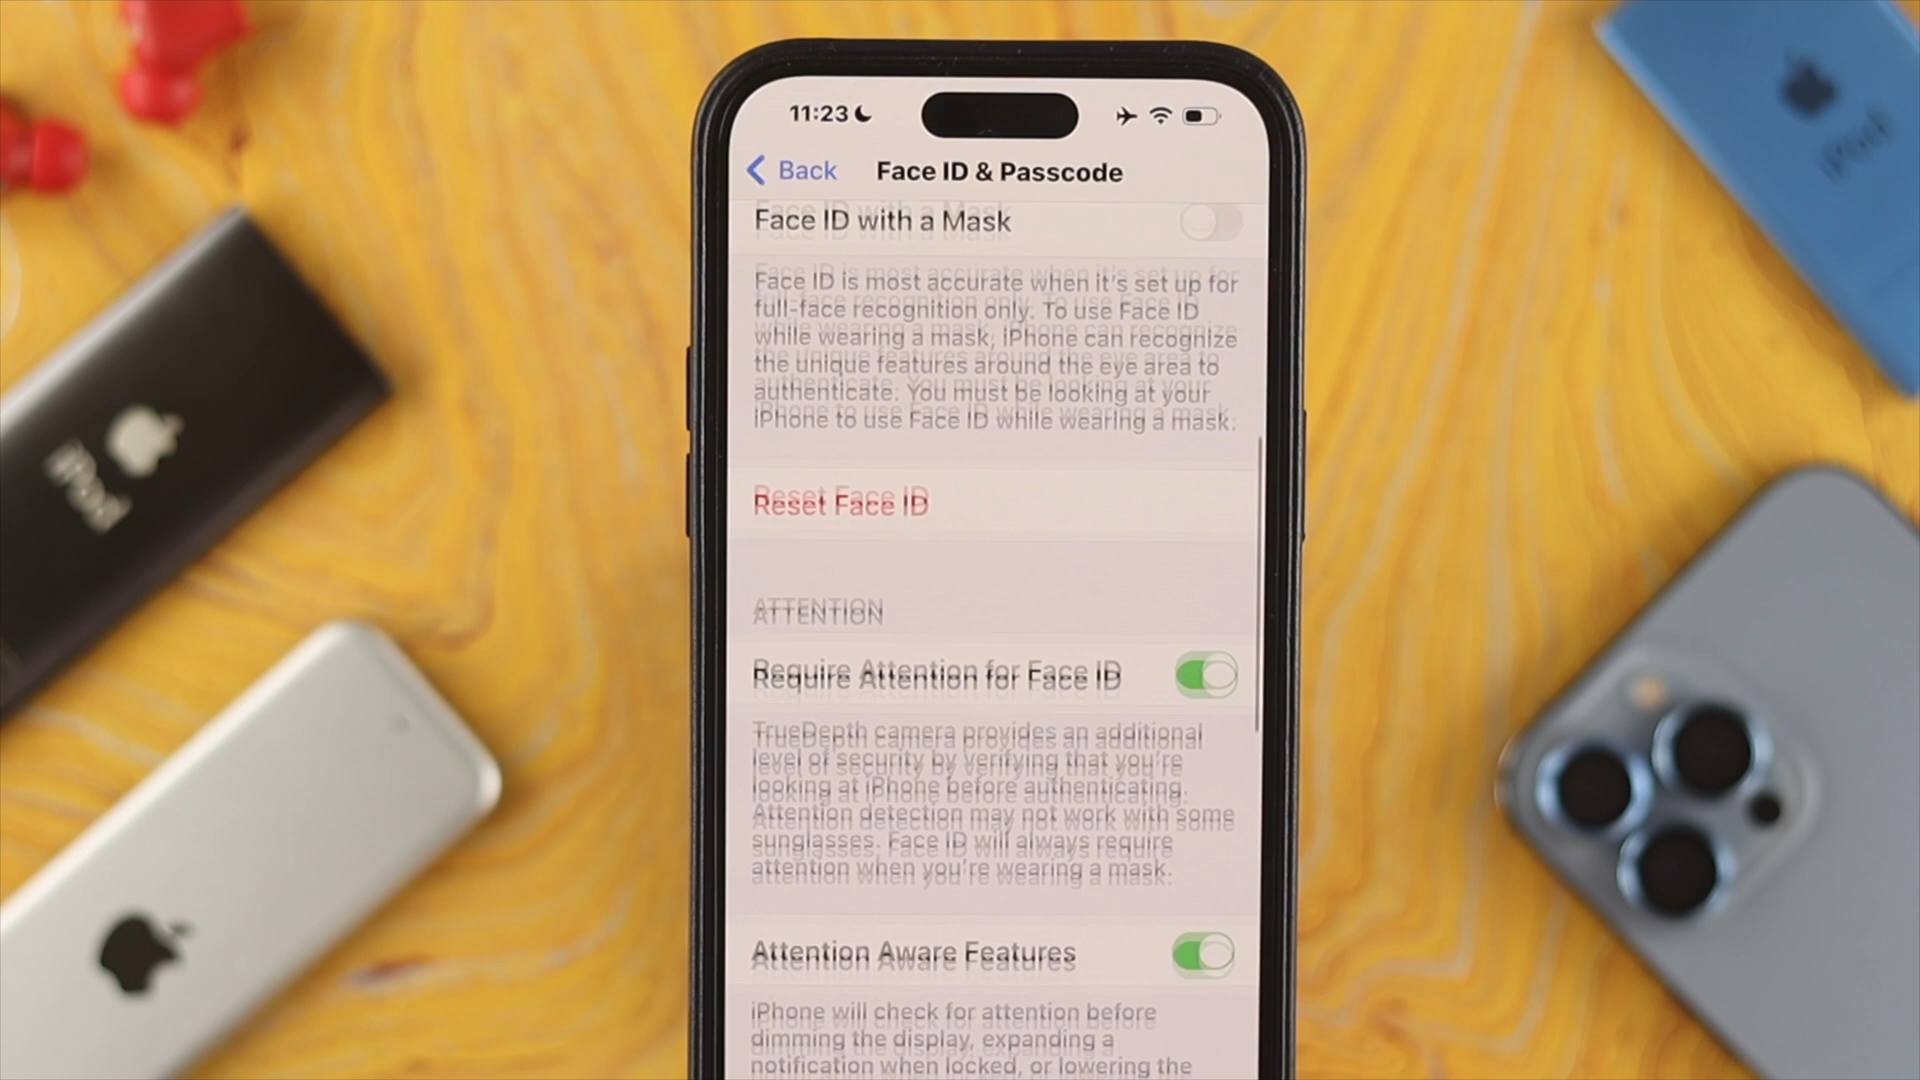 11:23
Back
Face ID & Passcode
Face ID with a Mask
Face ID is most accurate when it's set up for
full-face recognition only. To use Face ID
while wearing a mask, iPhone can recognize
the unique features around the eye area to
authenticate. You must be looking at your
iPhone to use Face ID while wearing a mask.
Reset Face ID
ATTENTION
Require Attention for Face ID
TrueDepth camera provides an additional
level of security by verifying that you're
looking at iPhone before authenticating.
Attention detection may not work with some
sunglasses. Face ID will always require
attention when you're wearing a mask.
Attention Aware Features
iPhone will check for attention before
dimming the display, expanding a
notification when locked, or lowering the
iPod
iPod